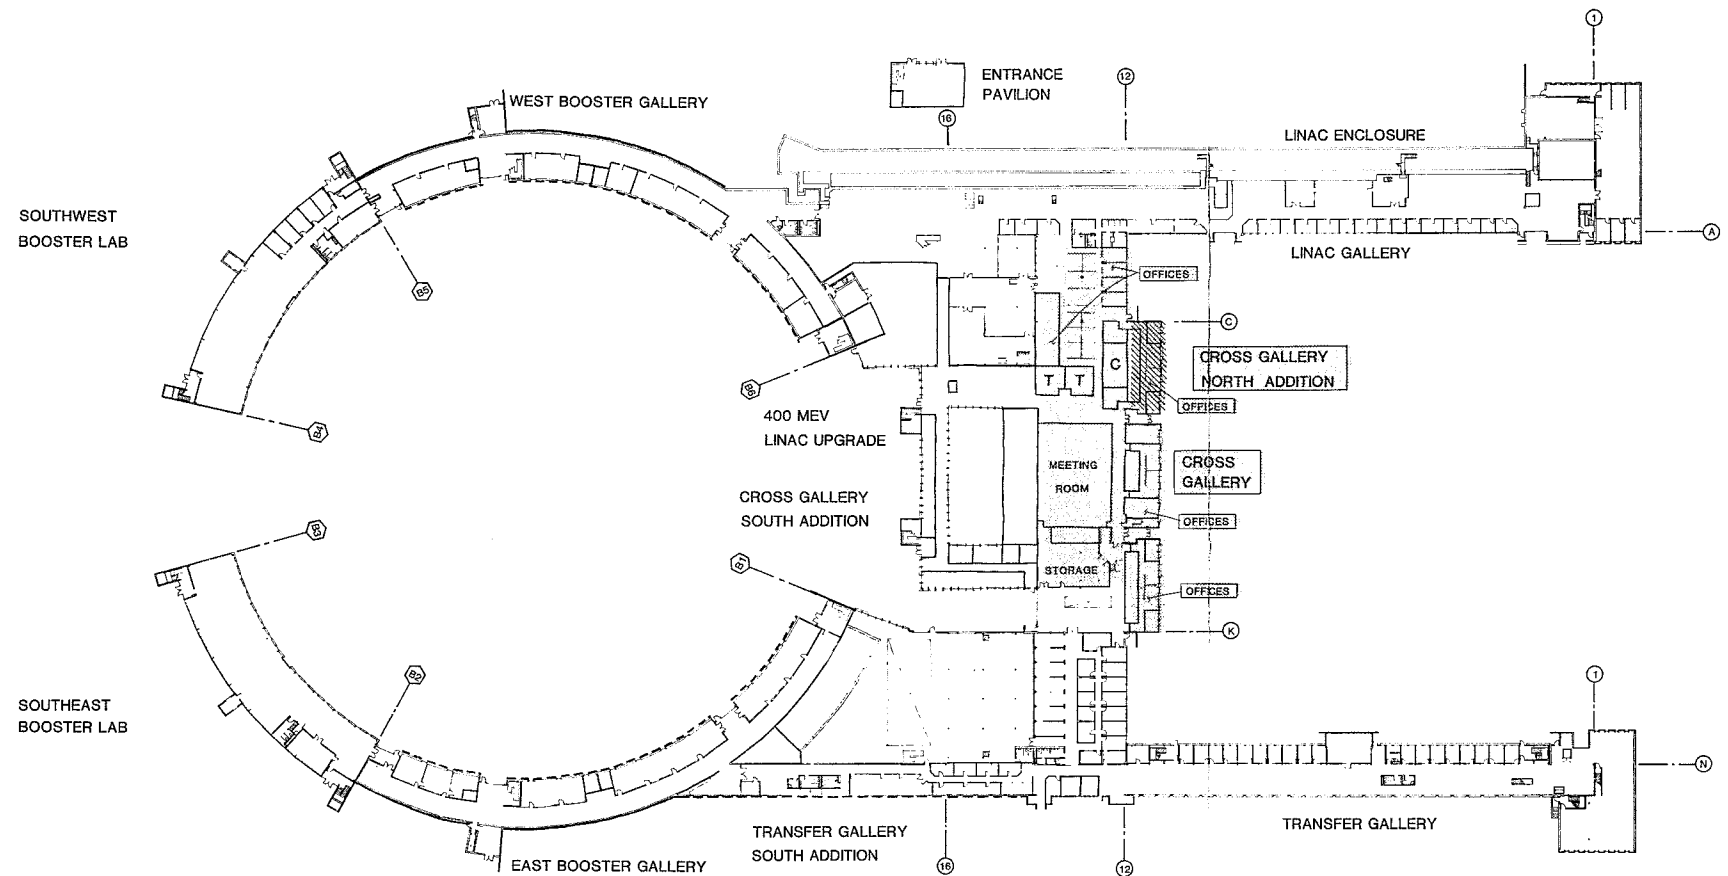 1
ENTRANCE
PAVILION
12
WEST BOOSTER GALLERY
16
LINAC ENCLOSURE
SOUTHWEST
BOOSTER LAB
A
LINAC GALLERY
OFFICES
B5
C
CROSS GALLERY
NORTH ADDITION
T
T
C
B6
OFFICES
400 MEV
LINAC UPGRADE
B4
MEETING
ROOM
CROSS
GALLERY
CROSS GALLERY
SOUTH ADDITION
OFFICES
B3
B1
STORAGE
OFFICES
K
B2
1
SOUTHEAST
BOOSTER LAB
N
TRANSFER GALLERY
SOUTH ADDITION
TRANSFER GALLERY
EAST BOOSTER GALLERY
16
12